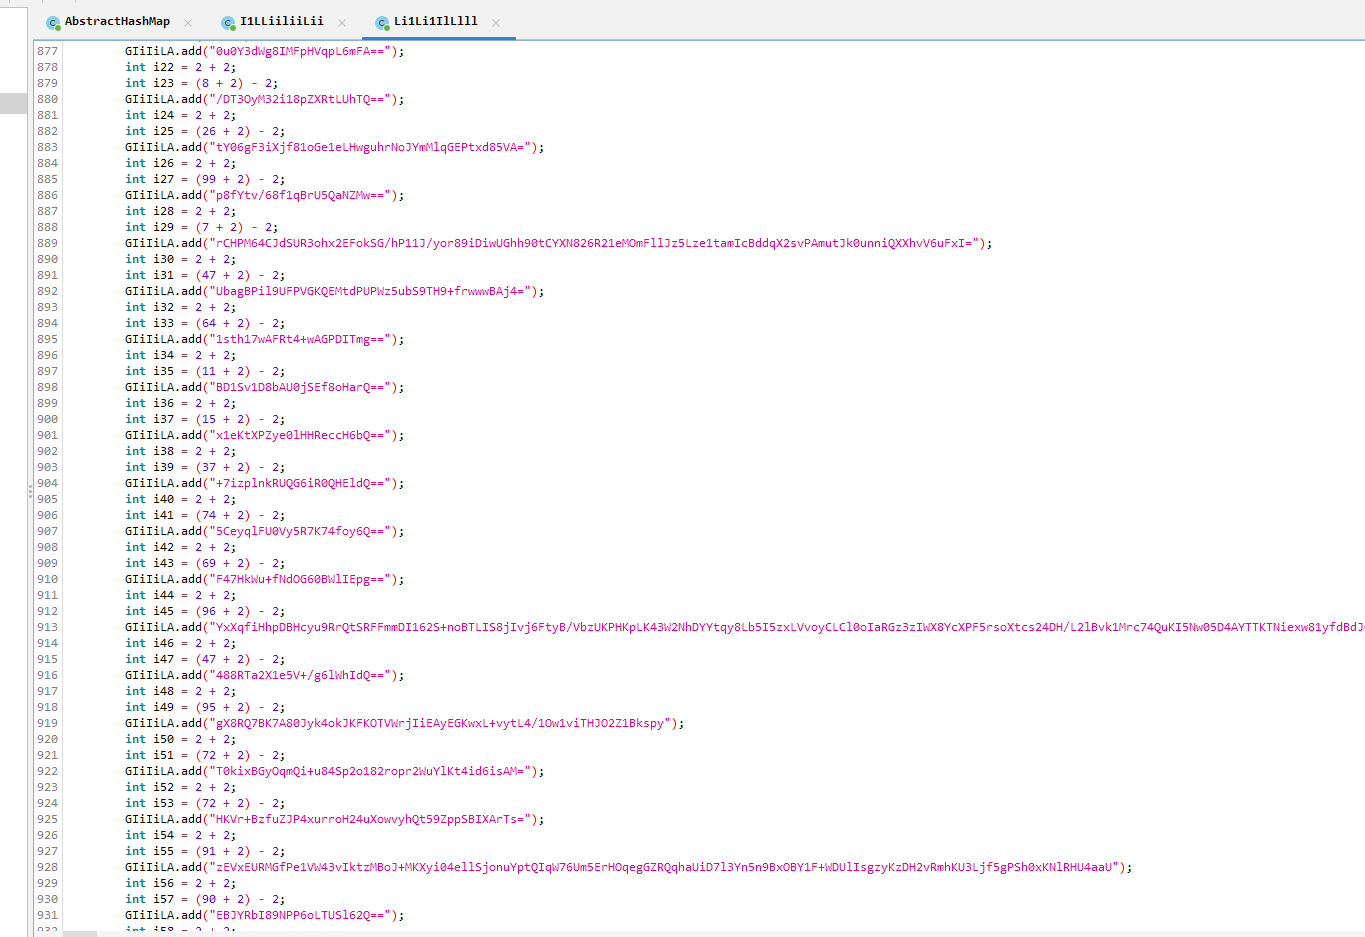 AbstractHashMap I1LLiiliiLii Li1Li1IlLlll
877 GIiIiLA.add("0u0Y3dWg8IMFpHVqpL6mFA==");
878 int i22 = 2 + 2;
879 int i23 = (8 + 2) - 2;
880 GIiIiLA.add("/DT3OyM32i18pZXRtLUhTQ==");
881 int i24 = 2 + 2;
882 int i25 = (26 + 2) - 2;
883 GIiIiLA.add("tY06gF3iXjf81oGe1eLHwguhrNoJYmMlqGEPtxd85VA=");
884 int i26 = 2 + 2;
885 int i27 = (99 + 2) - 2;
886 GIiIiLA.add("p8fYtv/68f1qBrU5QaNZMw==");
887 int i28 = 2 + 2;
888 int i29 = (7 + 2) - 2;
889 GIiIiLA.add("rCHPM64CJdSUR3ohx2EFokSG/hP11J/yor89iDiwUGhh90tCYXN826R21eMOmFllJz5Lze1tamIcBddqX2svPAmutJk0unniQXXhvV6uFxI=");
890 int i30 = 2 + 2;
891 int i31 = (47 + 2) - 2;
892 GIiIiLA.add("UbagBPil9UFPVGKQEMtdPUPWz5ubS9TH9+frwwwBAj4=");
893 int i32 = 2 + 2;
894 int i33 = (64 + 2) - 2;
895 GIiIiLA.add("1sth17wAFRt4+wAGPDITmg==");
896 int i34 = 2 + 2;
897 int i35 = (11 + 2) - 2;
898 GIiIiLA.add("BD1Sv1D8bAU0jSEf8oHarQ==");
899 int i36 = 2 + 2;
900 int i37 = (15 + 2) - 2;
901 GIiIiLA.add("x1eKtXPZye0lHHReccH6bQ==");
902 int i38 = 2 + 2;
903 int i39 = (37 + 2) - 2;
904 GIiIiLA.add("+7izplnkRUQG6iR0QHEldQ==");
905 int i40 = 2 + 2;
906 int i41 = (74 + 2) - 2;
907 GIiIiLA.add("5CeyqlFU0Vy5R7K74foy6Q==");
908 int i42 = 2 + 2;
909 int i43 = (69 + 2) - 2;
910 GIiIiLA.add("F47HkWu+fNdOG60BWlIEpg==");
911 int i44 = 2 + 2;
912 int i45 = (96 + 2) - 2;
913 GIiIiLA.add("YxXqfiHhpDBHcyu9RrQtSRFFmmDI162S+noBTLIS8jIvj6FtyB/VbzUKPHKpLK43W2NhDYYtqy8Lb5I5zxLVvoyCLCl0oIaRGz3zIWX8YcXPF5rsoXtcs24DH/L2lBvk1Mrc74QuKI5Nw05D4AYTTKTNiexw81yfdBdJ
914 int i46 = 2 + 2;
915 int i47 = (47 + 2) - 2;
916 GIiIiLA.add("488RTa2X1e5V+/g6lWhIdQ==");
917 int i48 = 2 + 2;
918 int i49 = (95 + 2) - 2;
919 GIiIiLA.add("gX8RQ7BK7A80Jyk4okJKFKOTVWrjIiEAyEGKwxL+vytL4/1Ow1viTHJO2Z1Bkspy");
920 int i50 = 2 + 2;
921 int i51 = (72 + 2) - 2;
922 GIiIiLA.add("T0kixBGyOqmQi+u84Sp2o182ropr2WuYlKt4id6isAM=");
923 int i52 = 2 + 2;
924 int i53 = (72 + 2) - 2;
925 GIiIiLA.add("HKVr+BzfuZJP4xurroH24uXowvyhQt59ZppSBIXArTs=");
926 int i54 = 2 + 2;
927 int i55 = (91 + 2) - 2;
928 GIiIiLA.add("zEVxEURMGfPe1VW43vIktzMBoJ+MKXyi04ellSjonuYptQIqW76Um5ErHOqegGZRQqhaUiD7l3Yn5n9BxOBY1F+WDUlIsgzyKzDH2vRmhKU3Ljf5gPSh0xKNlRHU4aaU");
929 int i56 = 2 + 2;
930 int i57 = (90 + 2) - 2;
931 GIiIiLA.add("EBJYRbI89NPP6oLTUSl62Q==");
932 int i58 = 2 + 2;